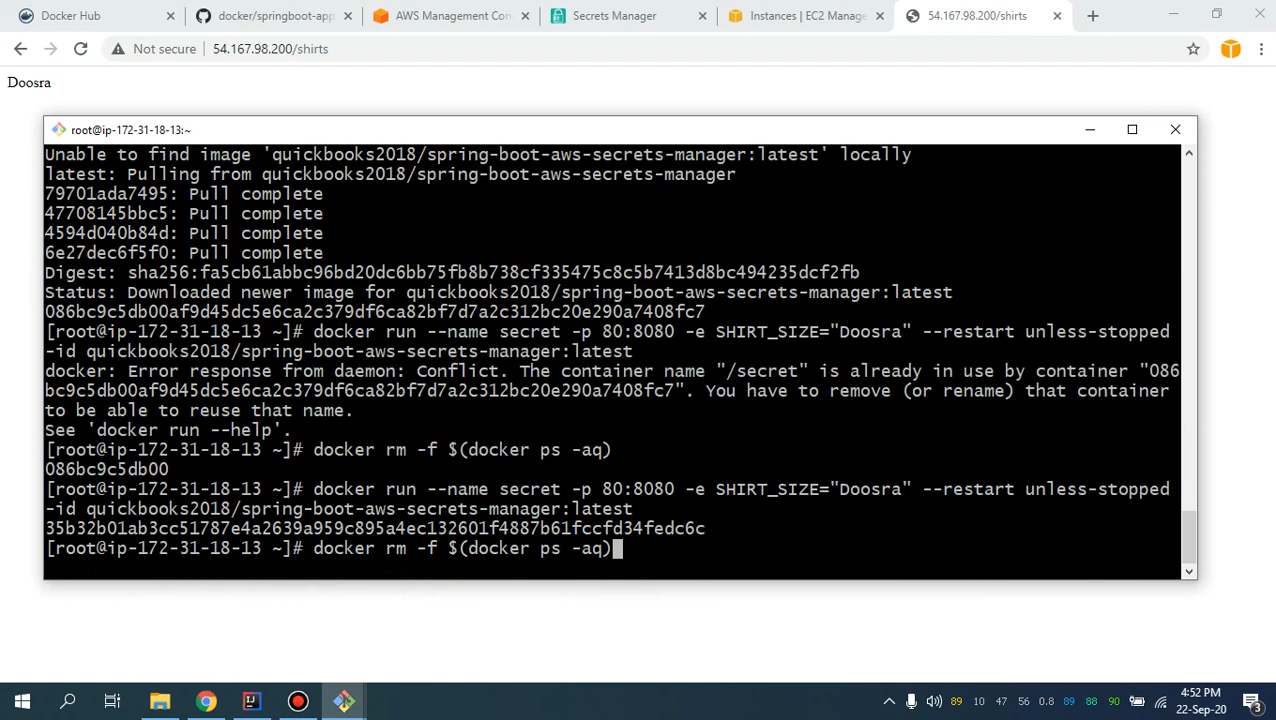 Docker Hub
docker/springboot-app
AWS Management Con
Secrets Manager
Instances | EC2 Manage
54.167.98.200/shirts
Not secure
54.167.98.200/shirts
Doosra
root@ip-172-31-18-13:~
Unable to find image 'quickbooks2018/spring-boot-aws-secrets-manager:latest' locally
latest: Pulling from quickbooks2018/spring-boot-aws-secrets-manager
79701ada7495: Pull complete
47708145bbc5: Pull complete
4594d040b84d: Pull complete
6e27dec6f5f0: Pull complete
Digest: sha256:fa5cb61abbc96bd20dc6bb75fb8b738cf335475c8c5b7413d8bc494235dcf2fb
Status: Downloaded newer image for quickbooks2018/spring-boot-aws-secrets-manager:latest
086bc9c5db00af9d45dc5e6ca2c379df6ca82bf7d7a2c312bc20e290a7408fc7
[root@ip-172-31-18-13 ~]# docker run --name secret -p 80:8080 -e SHIRT_SIZE="Doosra" --restart unless-stopped
-id quickbooks2018/spring-boot-aws-secrets-manager:latest
docker: Error response from daemon: Conflict. The container name "/secret" is already in use by container "086
bc9c5db00af9d45dc5e6ca2c379df6ca82bf7d7a2c312bc20e290a7408fc7". You have to remove (or rename) that container
to be able to reuse that name.
See 'docker run --help'.
[root@ip-172-31-18-13 ~]# docker rm -f $(docker ps -aq)
086bc9c5db00
[root@ip-172-31-18-13 ~]# docker run --name secret -p 80:8080 -e SHIRT_SIZE="Doosra" --restart unless-stopped
-id quickbooks2018/spring-boot-aws-secrets-manager:latest
35b32b01ab3cc51787e4a2639a959c895a4ec132601f4887b61fccfd34fedc6c
[root@ip-172-31-18-13 ~]# docker rm -f $(docker ps -aq)
89 10 47 56 0.8 89 88 90
4:52 PM
22-Sep-20
3